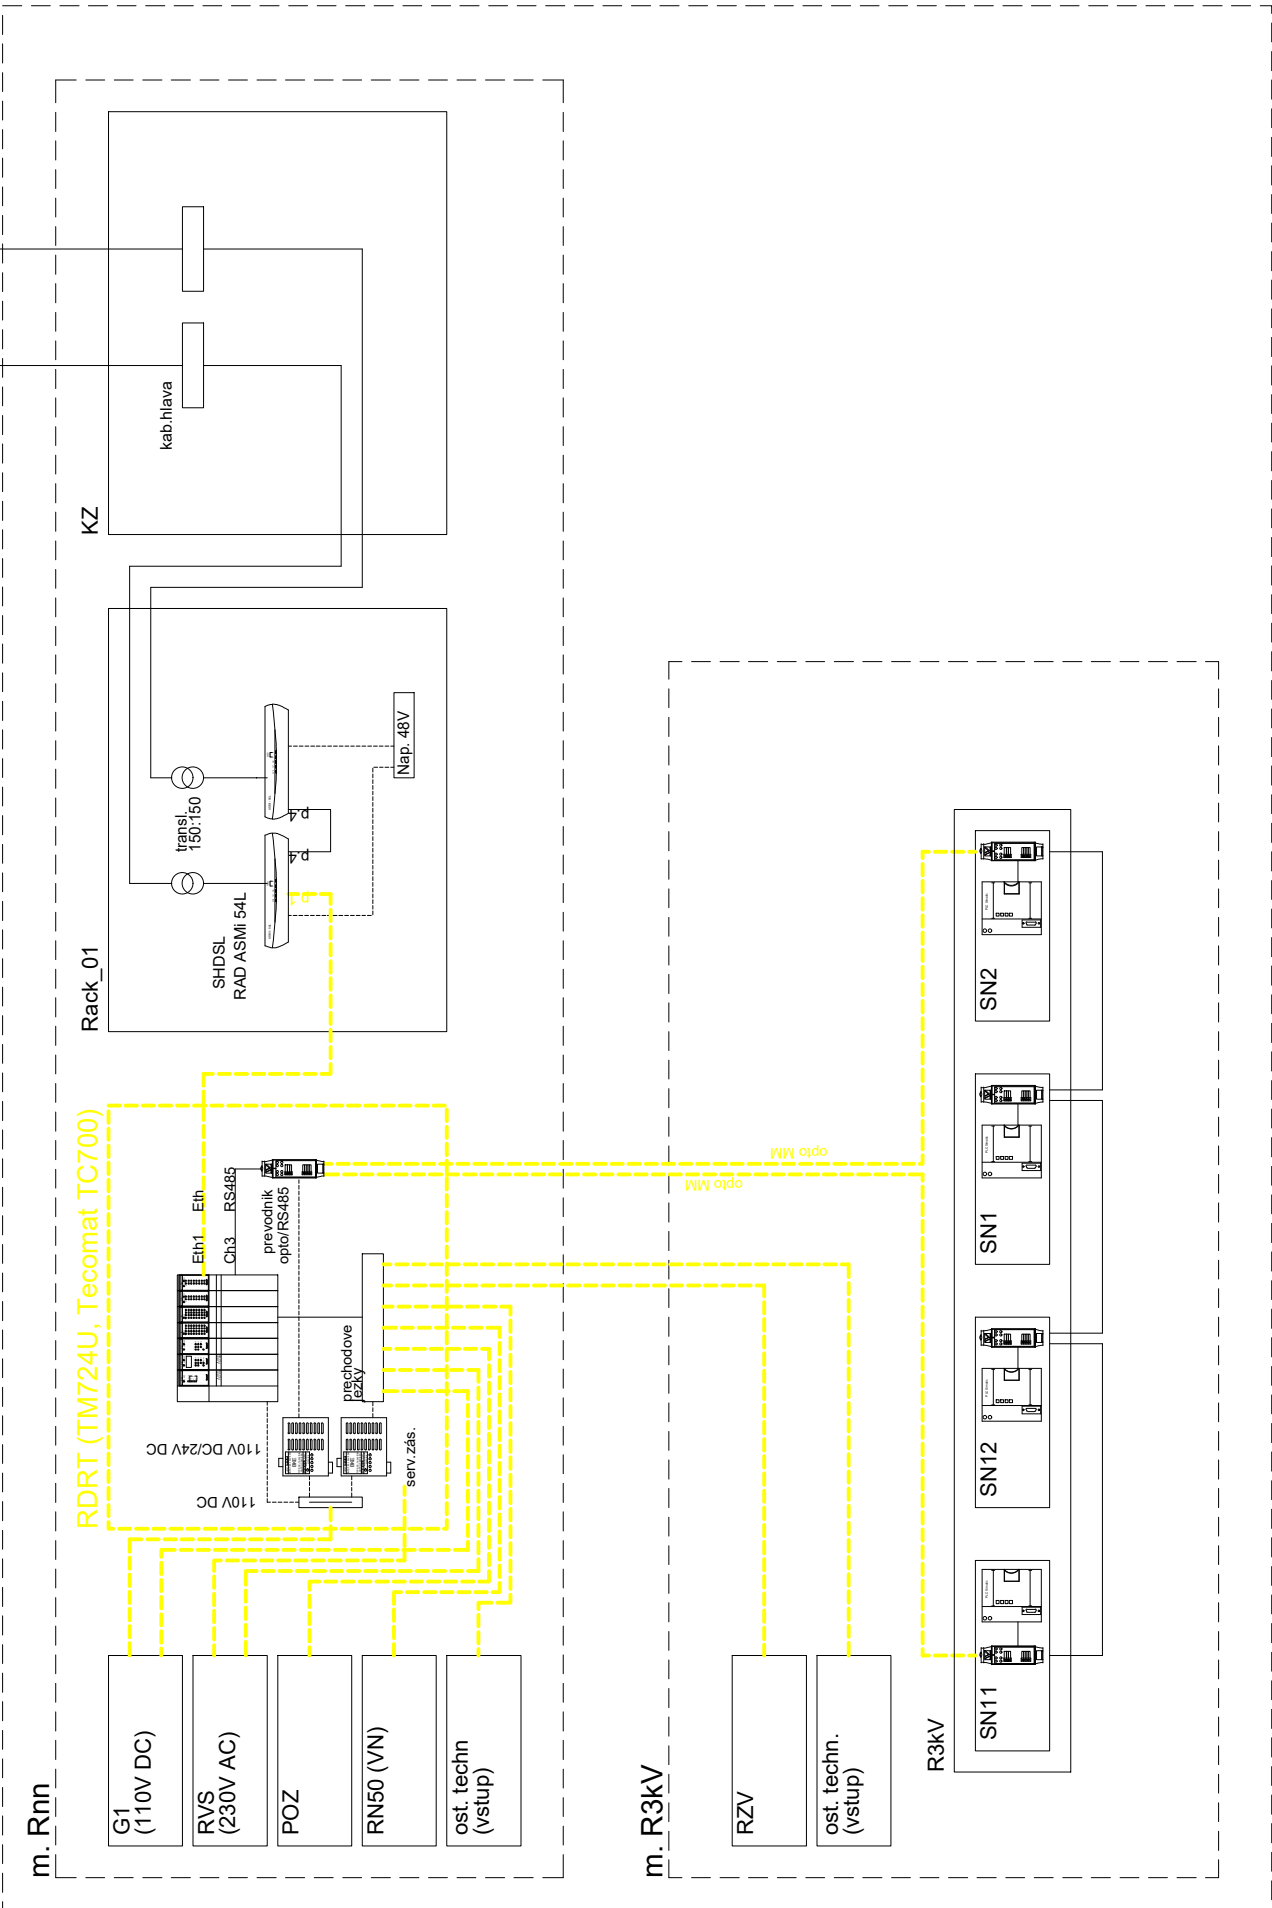 m. Rnn
G1
(110V DC)
RVS
(230V AC)
POZ
RN50 (VN)
ost. techn
(vstup)
RDRT (TM724U, Tecomat TC700)
Eth1
Eth
Ch3
RS485
prevodnik
opto/RS485
prechodove
jezky
110V DC/24V DC
110V DC
serv.zás.
Rack_01
SHDSL
RAD ASMi 54L
transl.
150:150
p.4
p.4
Nap. 48V
KZ
kab.hlava
opto MM
opto MM
m. R3kV
RZV
ost. techn.
(vstup)
R3kV
SN11
SN12
SN1
SN2